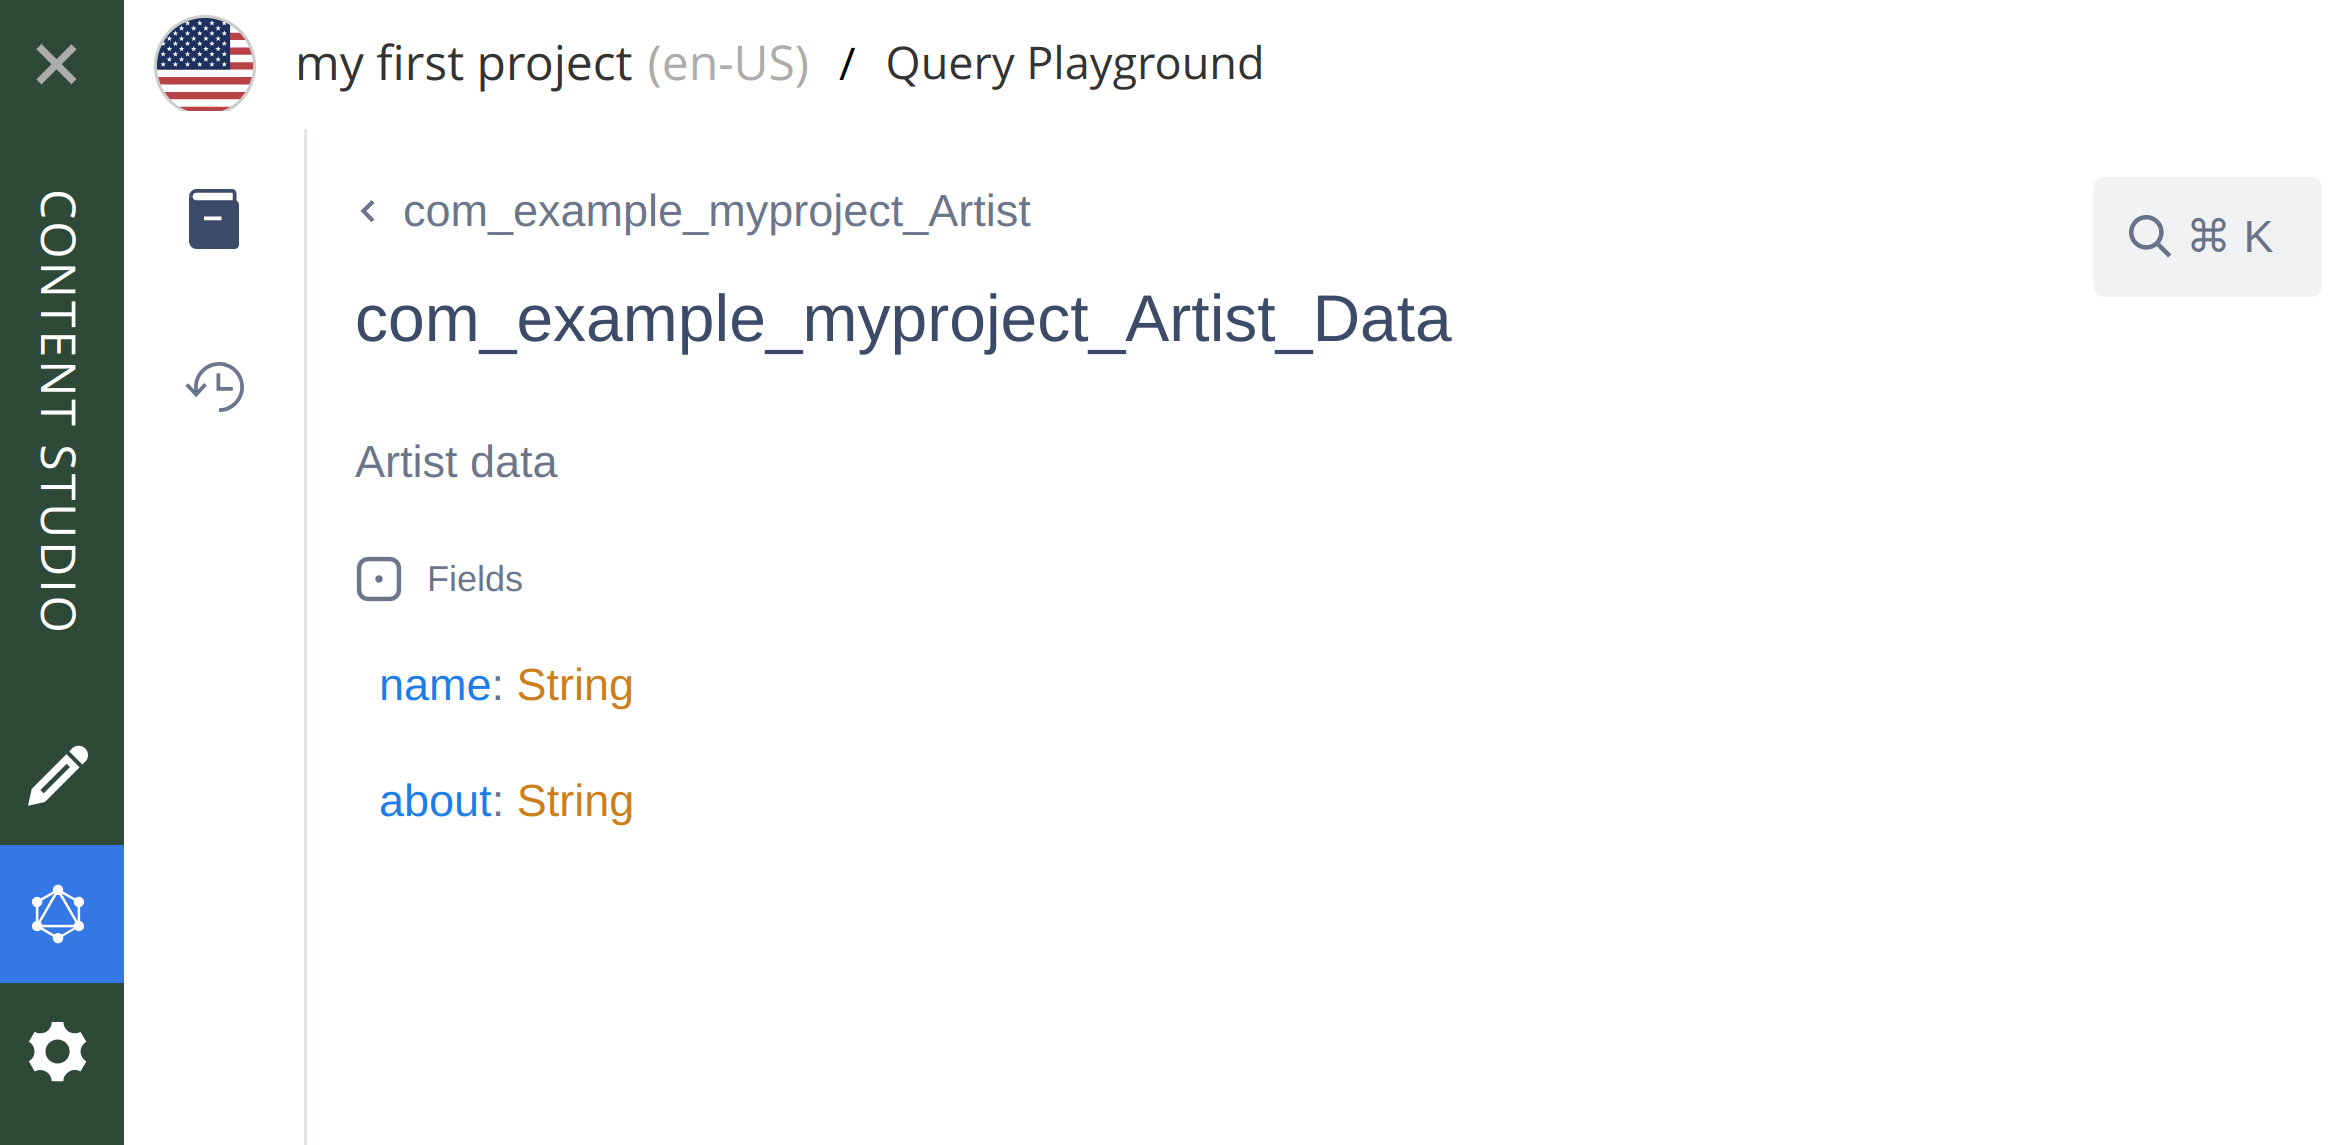 my first project (en-US) / Query Playground
CONTENT STUDIO
com_example_myproject_Artist
⌘ K
com_example_myproject_Artist_Data
Artist data
Fields
name: String
about: String